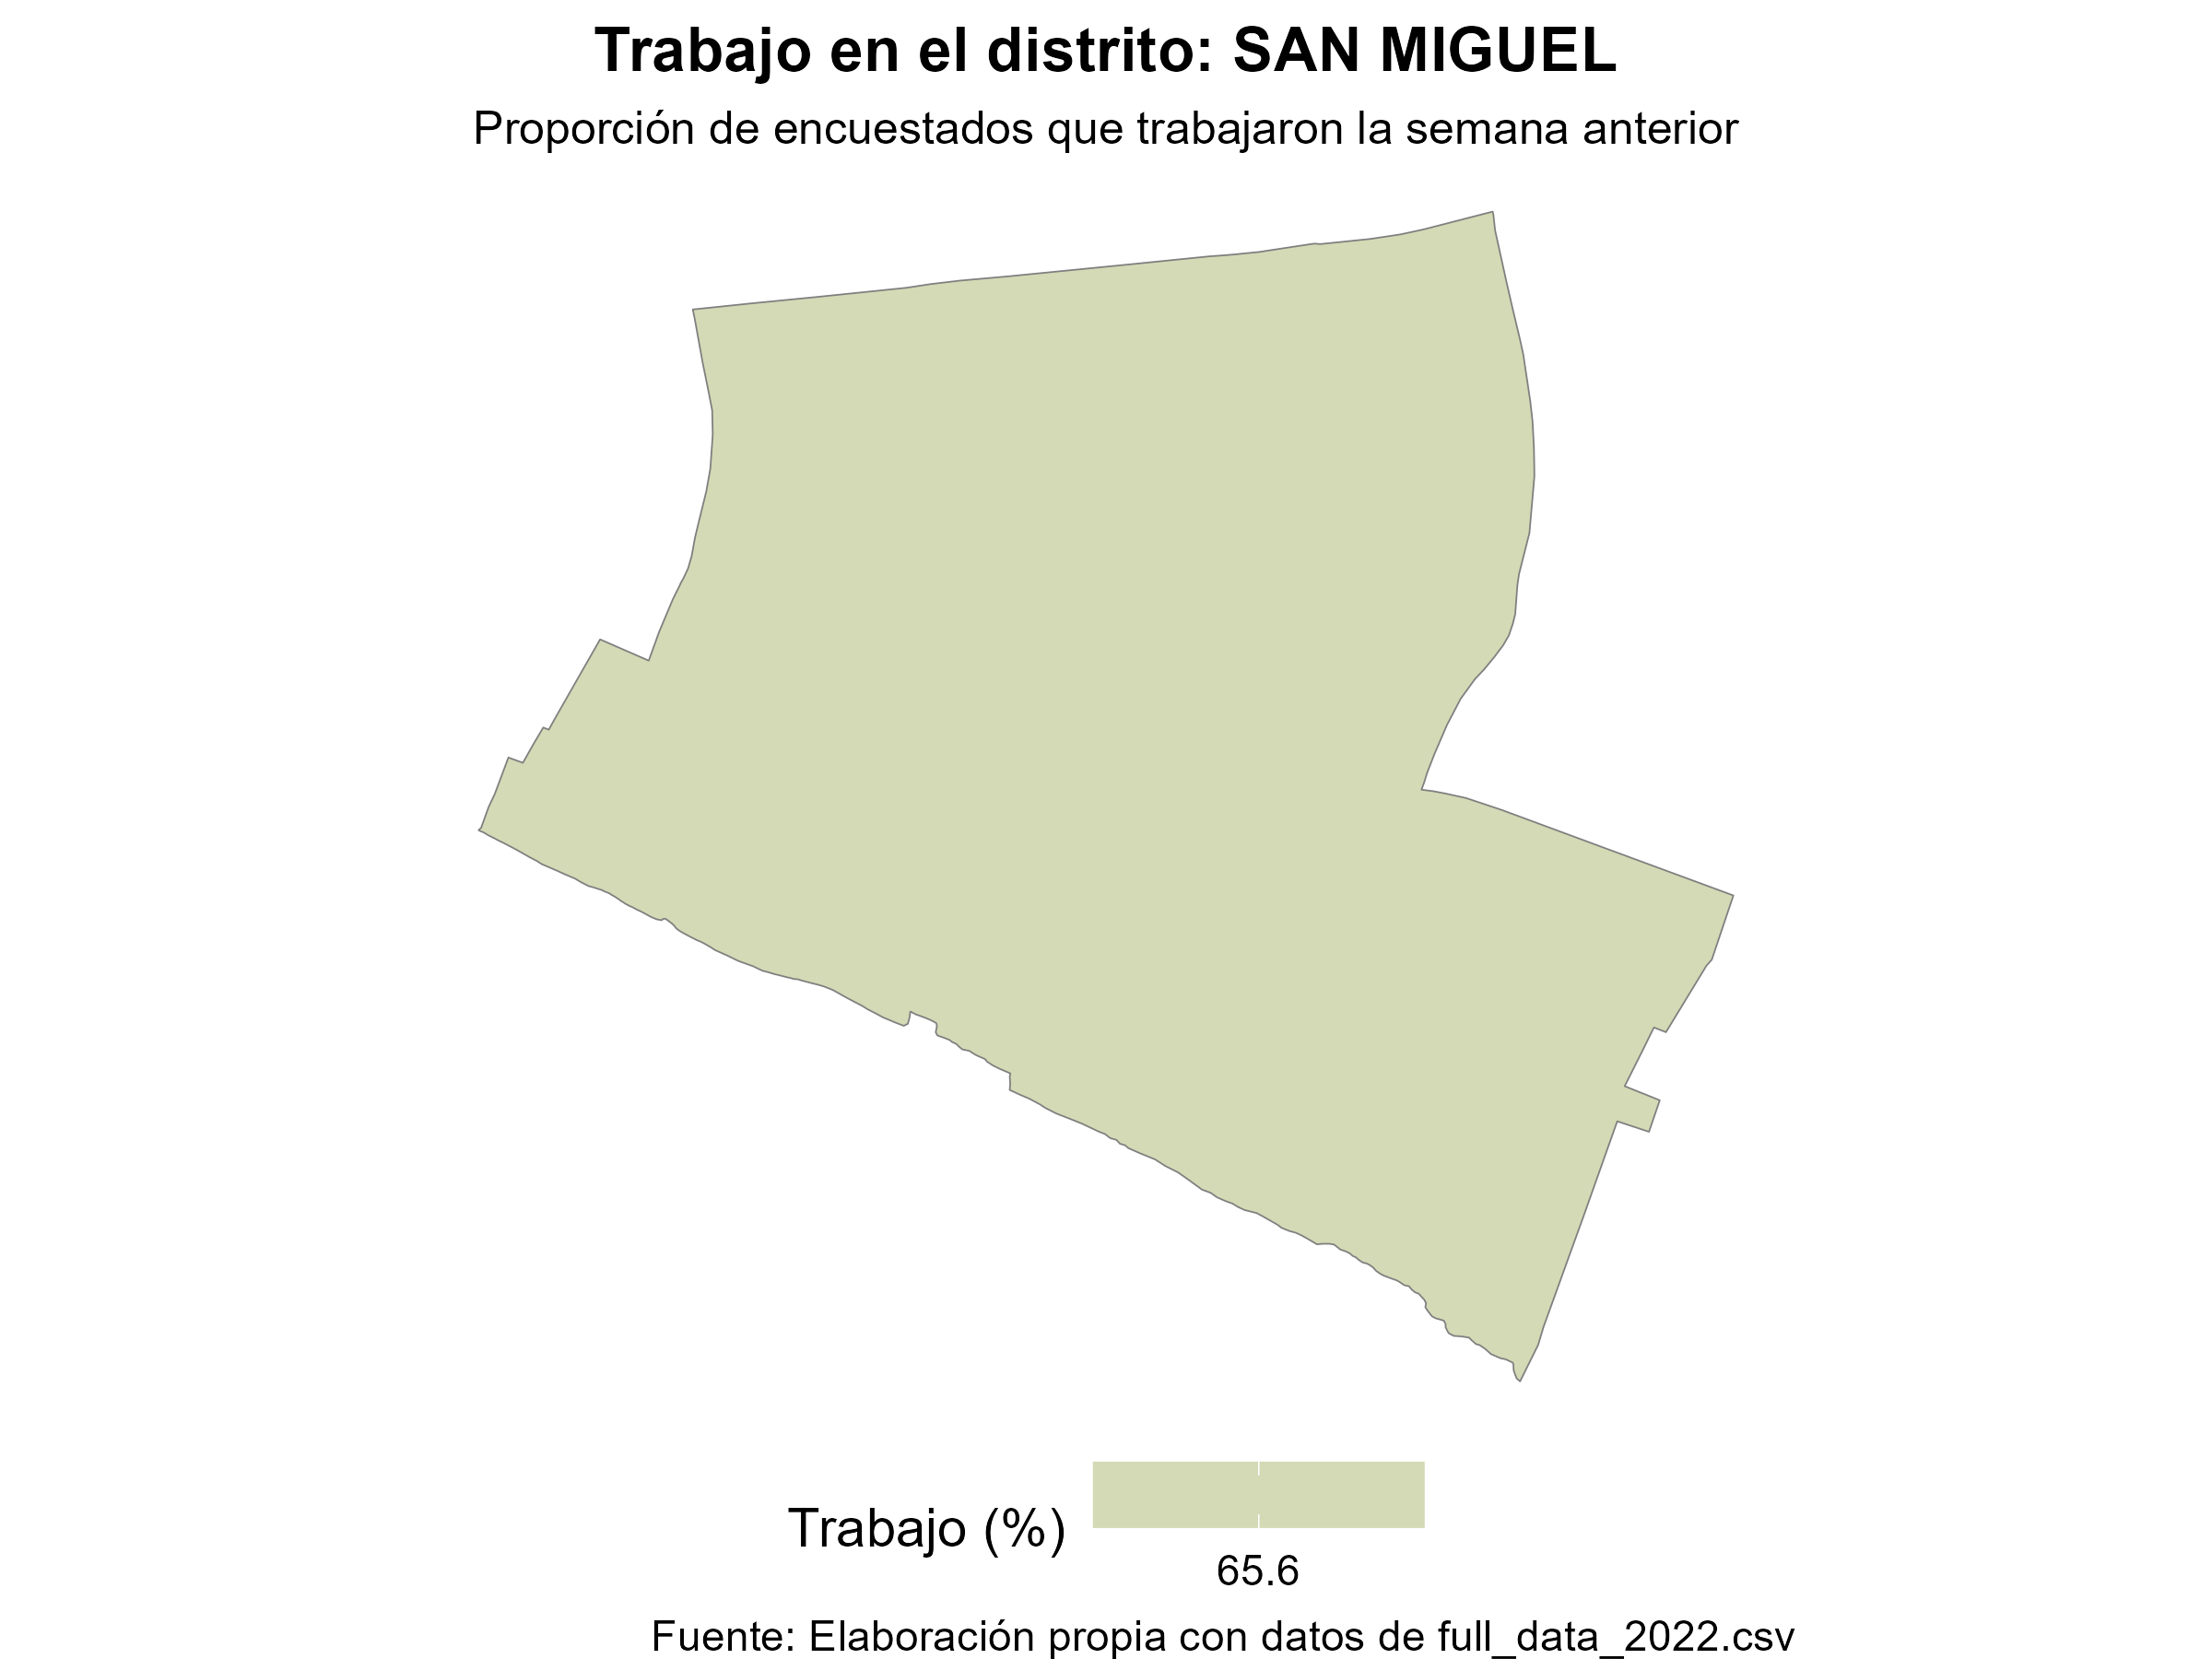 Trabajo en el distrito: SAN MIGUEL
Proporción de encuestados que trabajaron la semana anterior
Trabajo (%)
65.6
Fuente: Elaboración propia con datos de full_data_2022.csv